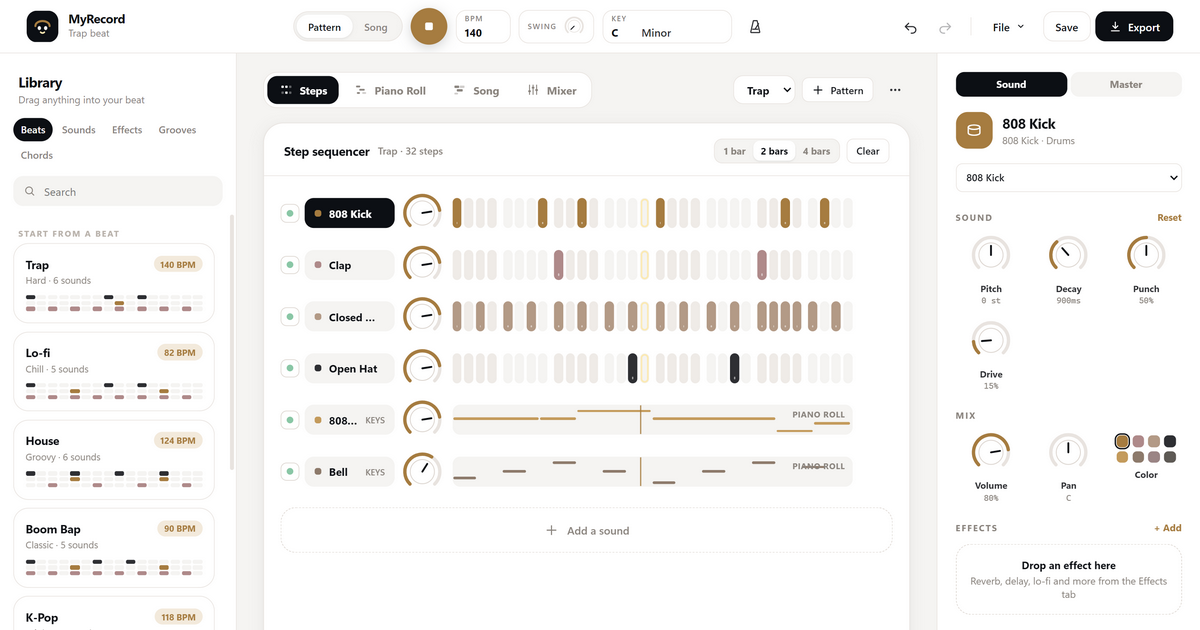 MyRecord
Trap beat
Pattern
Song
BPM
140
SWING
KEY
C Minor
File
Save
Export
Library
Drag anything into your beat
Beats
Sounds
Effects
Grooves
Chords
Search
START FROM A BEAT
Trap
140 BPM
Hard · 6 sounds
Lo-fi
82 BPM
Chill · 5 sounds
House
124 BPM
Groovy · 6 sounds
Boom Bap
90 BPM
Classic · 5 sounds
K-Pop
118 BPM
Steps
Piano Roll
Song
Mixer
Trap
Pattern
Step sequencer
Trap · 32 steps
1 bar
2 bars
4 bars
Clear
808 Kick
Clap
Closed ...
Open Hat
808... KEYS
PIANO ROLL
Bell KEYS
PIANO ROLL
Add a sound
Sound
Master
808 Kick
808 Kick · Drums
808 Kick
SOUND
Reset
Pitch
0 st
Decay
900ms
Punch
50%
Drive
15%
MIX
Volume
80%
Pan
C
Color
EFFECTS
+ Add
Drop an effect here
Reverb, delay, lo-fi and more from the Effects
tab